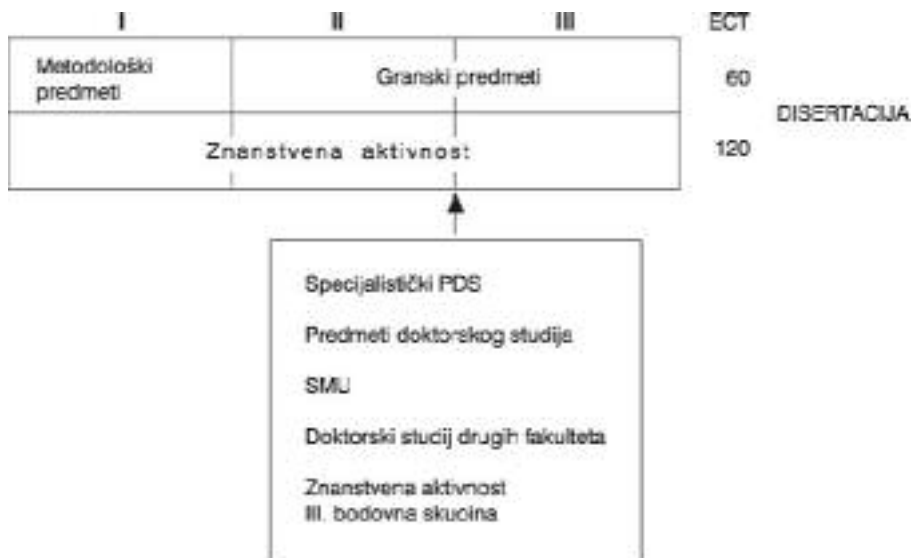 I II III ECT
Metodološki
predmeti
Granski predmeti
60
DISERTACIJA
Znanstvena aktivnost
120
Specijalistički PDS
Predmeti doktorskog studija
SMU
Doktorski studij drugih fakulteta
Znanstvena aktivnost
III. bodovna skupina